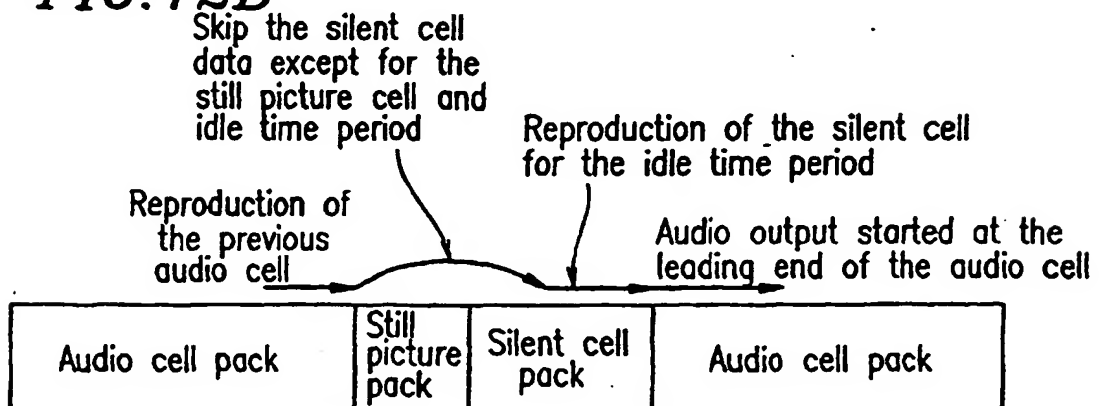 FIG.72B
Skip the silent cell
data except for the
still picture cell and
idle time period
Reproduction of the silent cell
for the idle time period
Reproduction of
the previous
audio cell
Audio output started at the
leading end of the audio cell
Audio cell pack
Still
picture
pack
Silent cell
pack
Audio cell pack